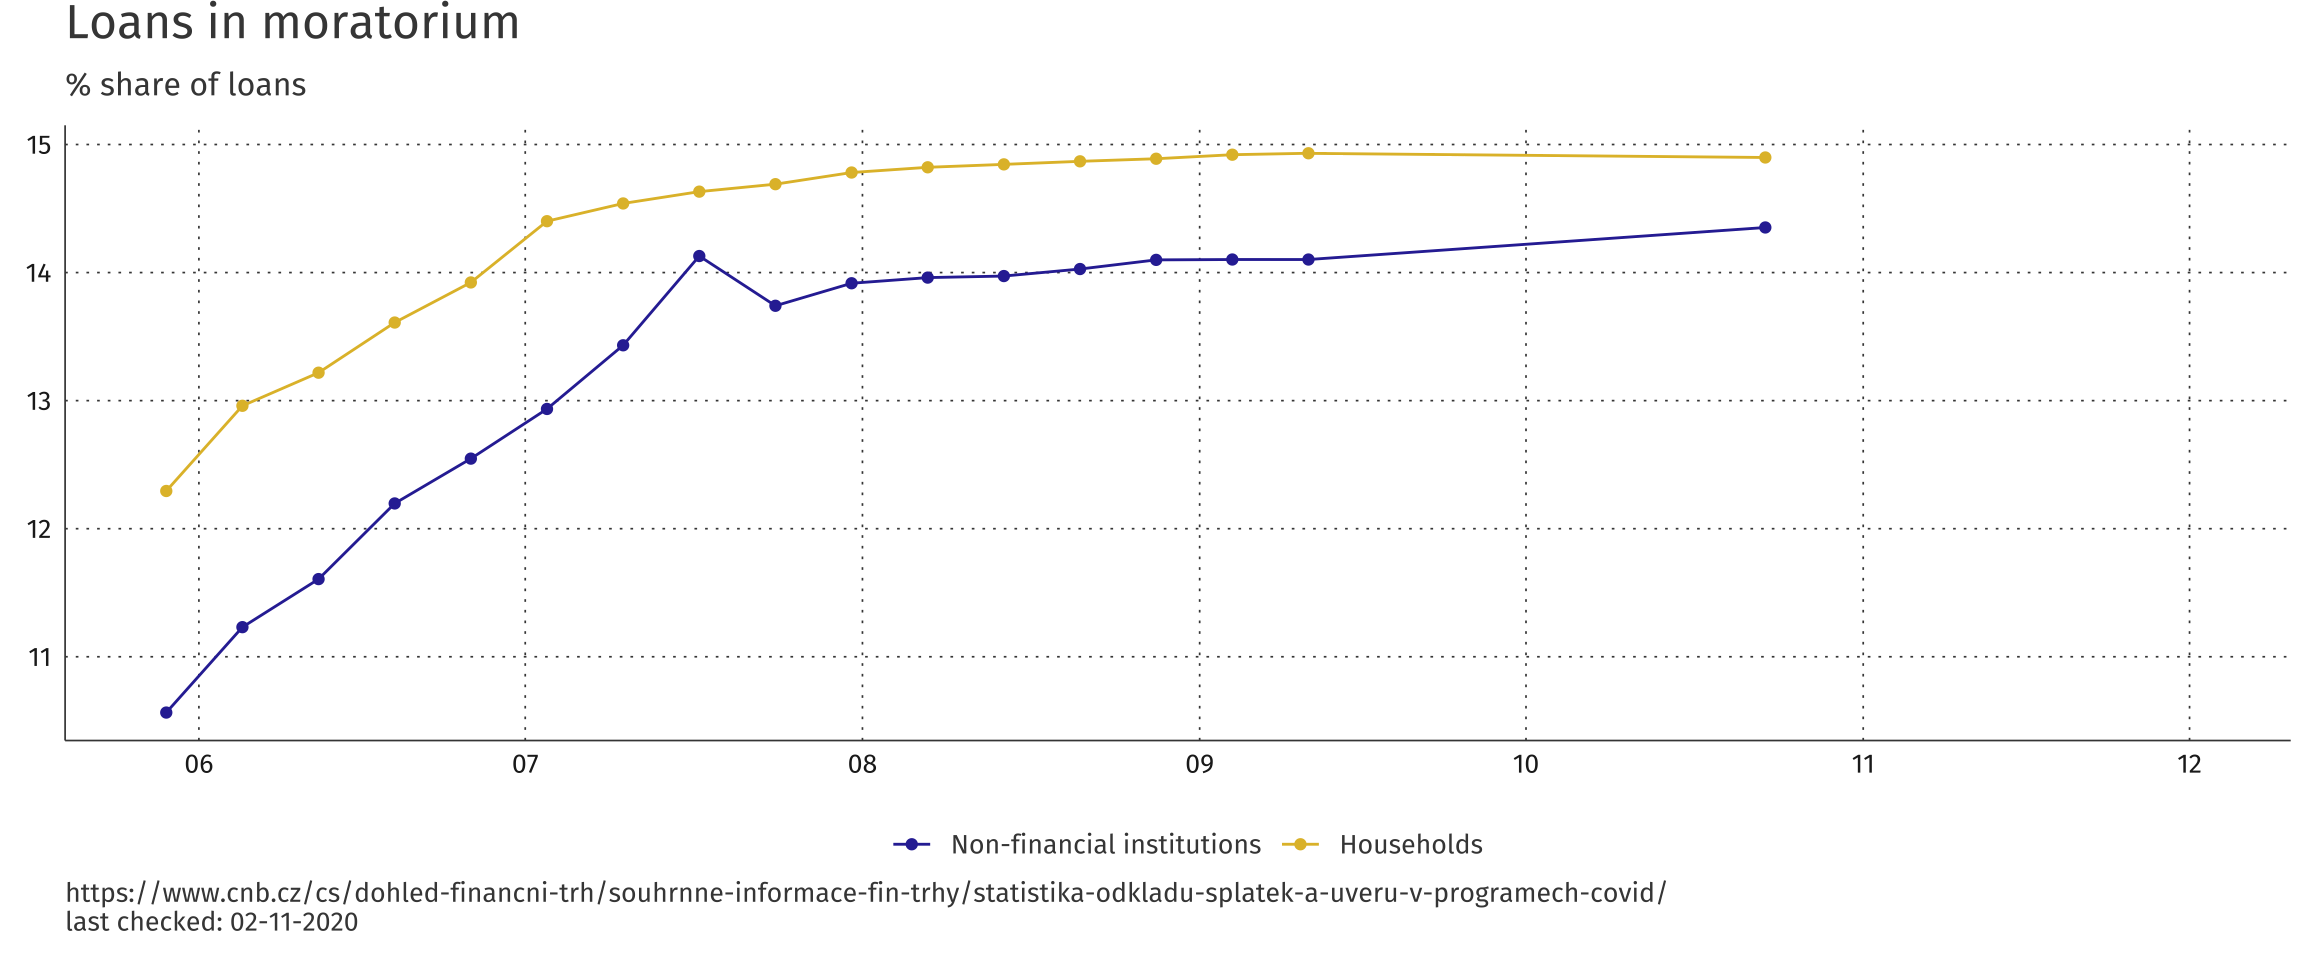 Loans in moratorium
% share of loans
15
14
13
12
11
06 07 08 09 10 11 12
Non-financial institutions Households
https://www.cnb.cz/cs/dohled-financni-trh/souhrnne-informace-fin-trhy/statistika-odkladu-splatek-a-uveru-v-programech-covid/
last checked: 02-11-2020